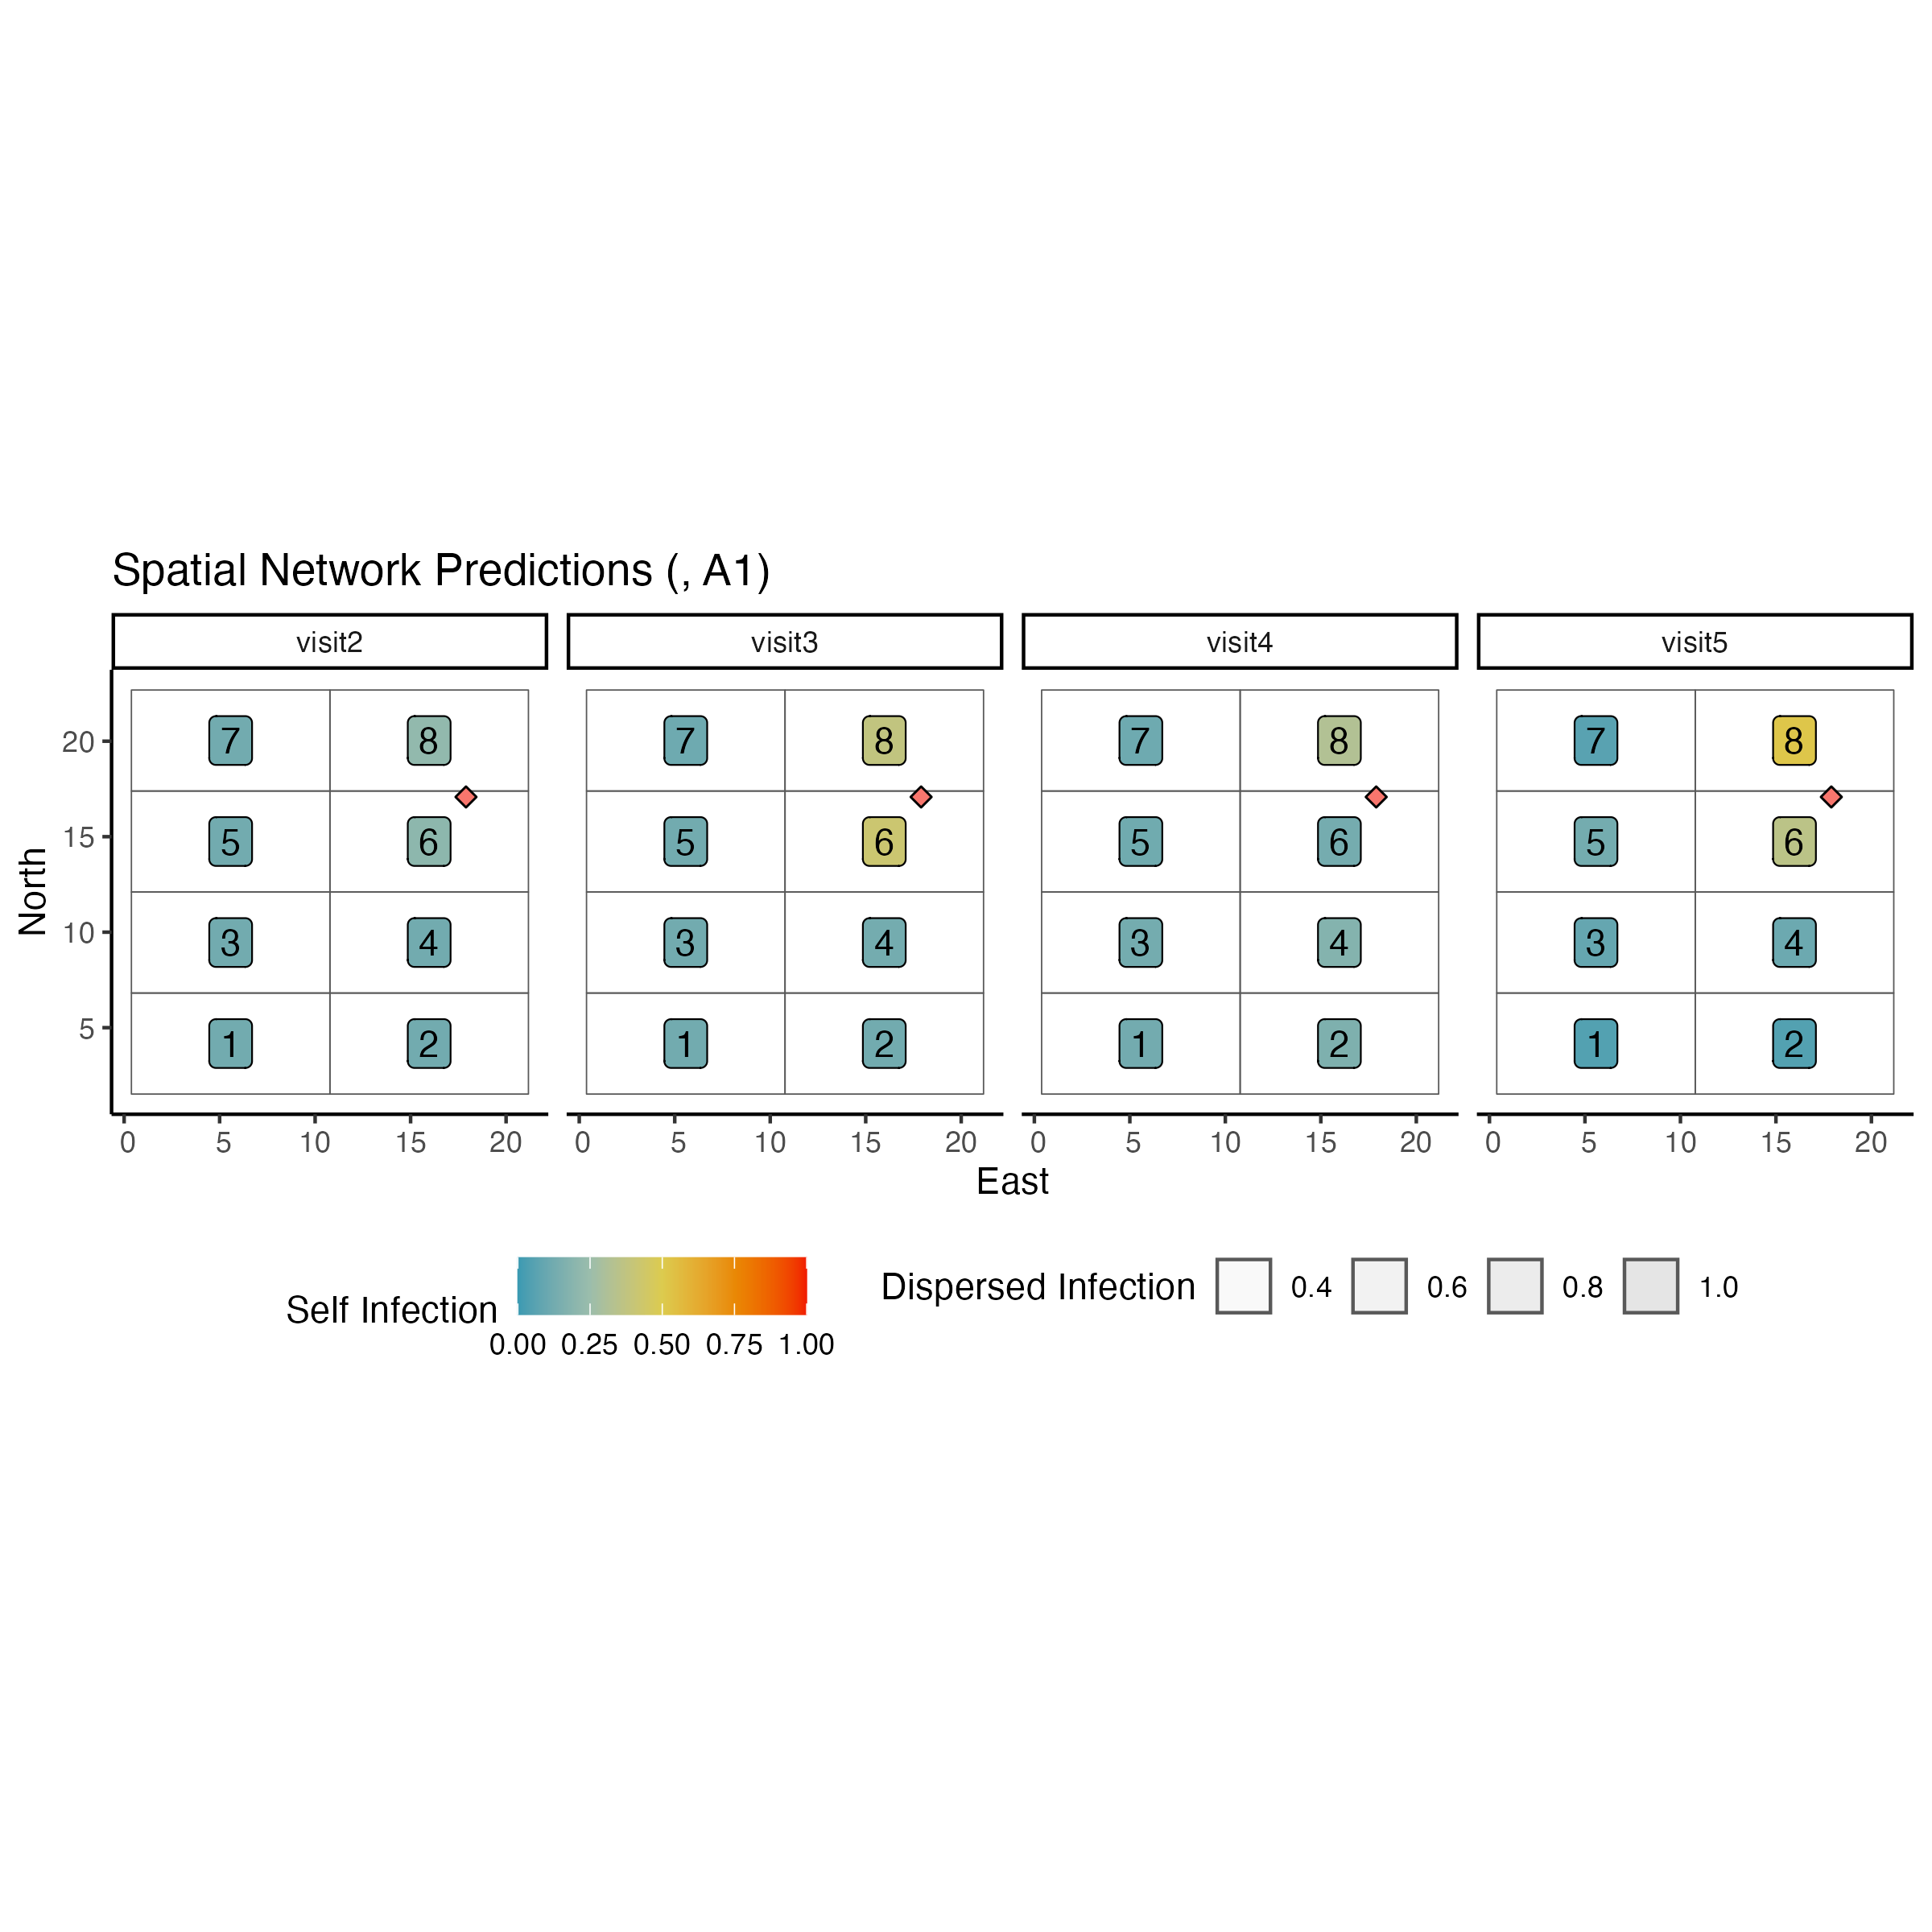 Spatial Network Predictions (, A1)
visit2 visit3 visit4 visit5
20 7 8 7 8 7 8 7 8
15 5 6 5 6 5 6 5 6
North
10 3 4 3 4 3 4 3 4
5 1 2 1 2 1 2 1 2
0 5 10 15 20 0 5 10 15 20 0 5 10 15 20 0 5 10 15 20
East
Self Infection
0.00 0.25 0.50 0.75 1.00
Dispersed Infection 0.4 0.6 0.8 1.0